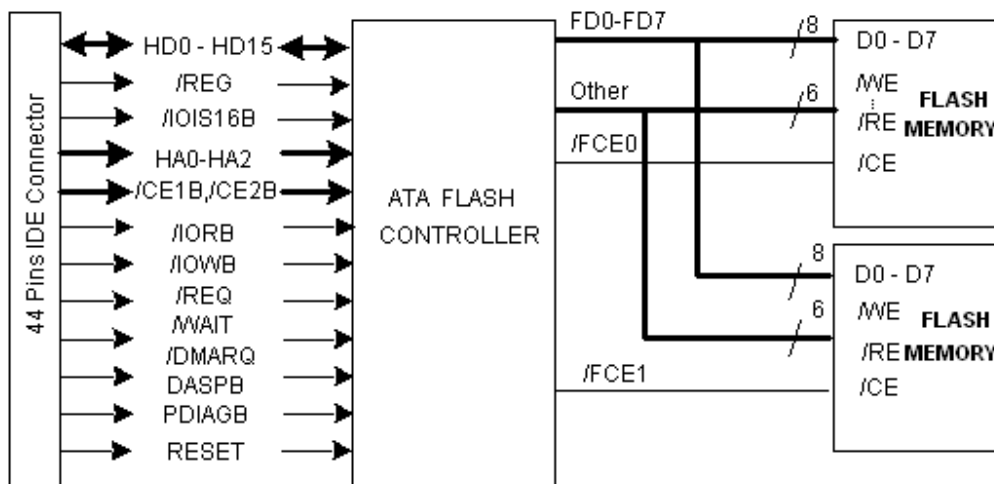 44 Pins IDE Connector
HD0 - HD15
/REG
/IOIS16B
HA0-HA2
/CE1B,/CE2B
/IORB
/IOWB
/REQ
/WAIT
/DMARQ
DASPB
PDIAGB
RESET
ATA FLASH
CONTROLLER
FD0-FD7
Other
/FCE0
/FCE1
8
6
D0 - D7
/WE
/RE
/CE
FLASH
MEMORY
8
6
D0 - D7
/WE
/RE
/CE
FLASH
MEMORY